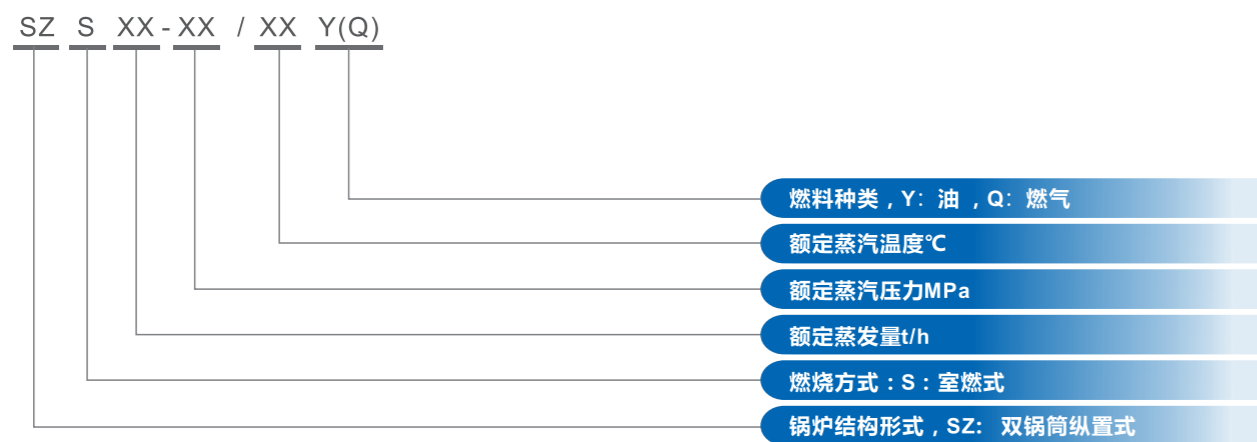 SZ S XX - XX / XX Y(Q)
燃料种类，Y：油 ，Q：燃气
额定蒸汽温度℃
额定蒸汽压力MPa
额定蒸发量t/h
燃烧方式：S：室燃式
锅炉结构形式，SZ： 双锅筒纵置式